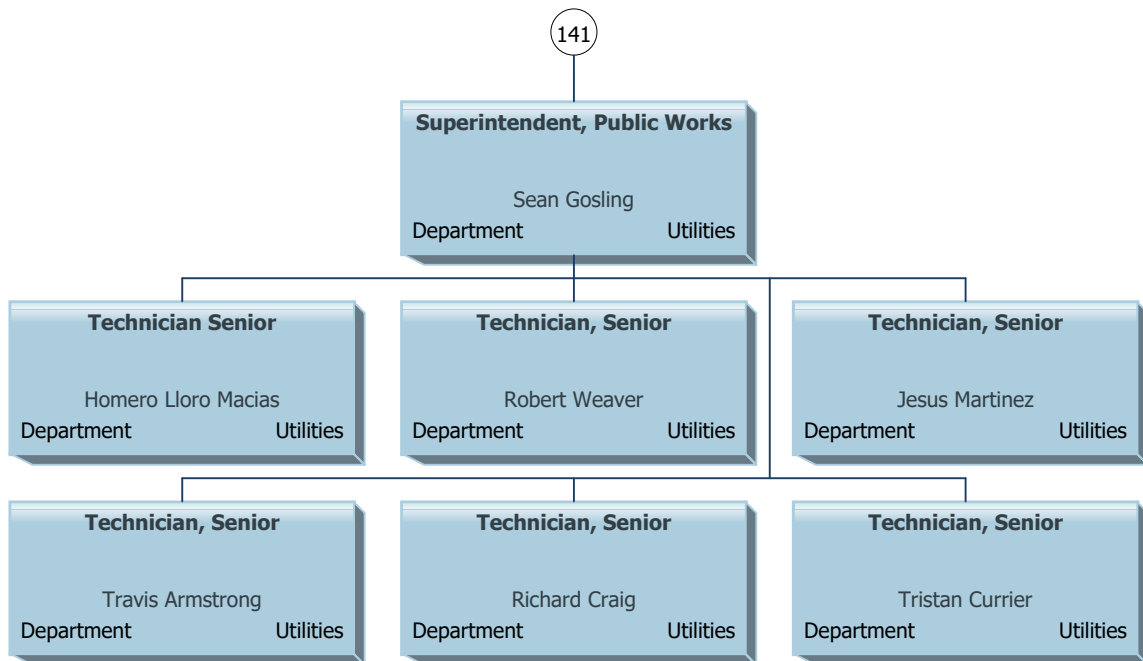 141
Superintendent, Public Works
Sean Gosling
Department Utilities
Technician Senior
Homero Lloro Macias
Department Utilities
Technician, Senior
Robert Weaver
Department Utilities
Technician, Senior
Jesus Martinez
Department Utilities
Technician, Senior
Travis Armstrong
Department Utilities
Technician, Senior
Richard Craig
Department Utilities
Technician, Senior
Tristan Currier
Department Utilities